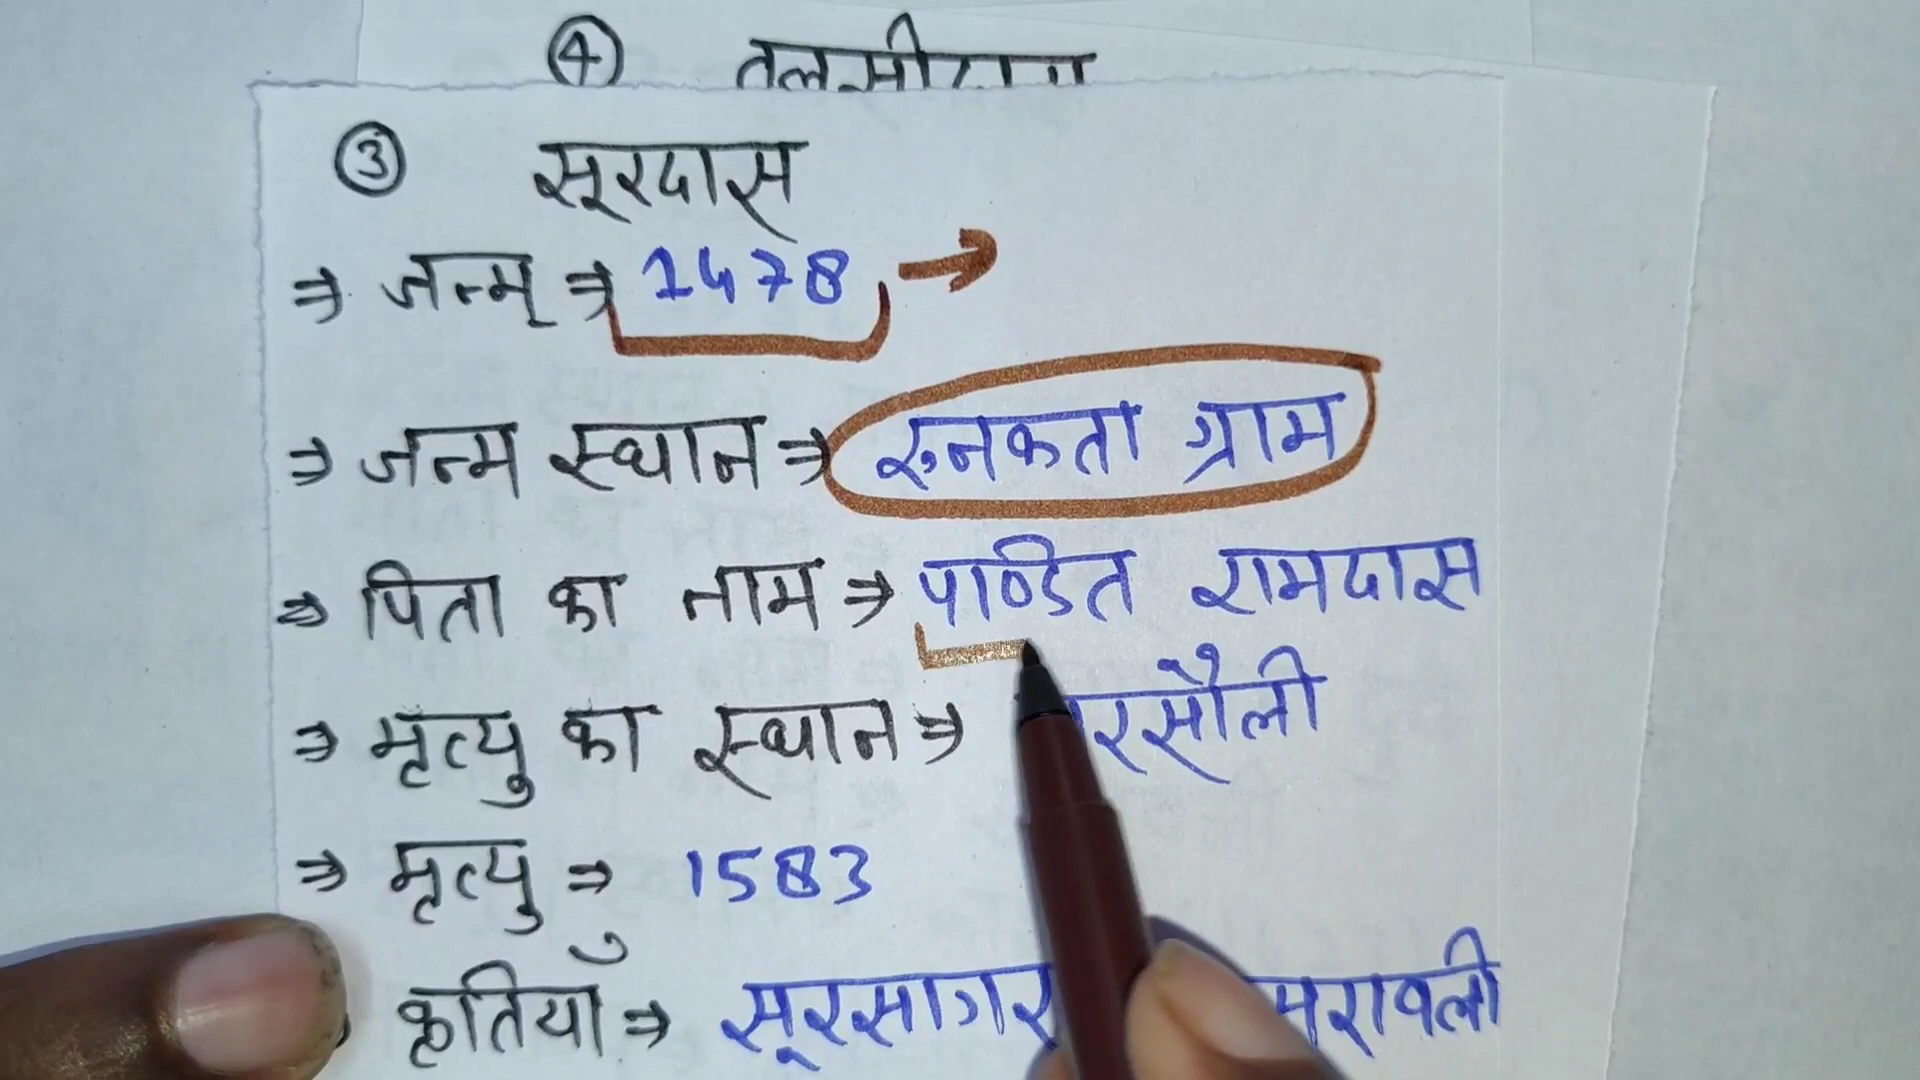 ④
③ सूरदास
⇒ जन्म ⇒ 1478 →
⇒ जन्म स्थान ⇒ रुनकता ग्राम
⇒ पिता का नाम ⇒ पण्डित रामदास
⇒ मृत्यु का स्थान ⇒
⇒ मृत्यु ⇒ 1583
कृतियाँ ⇒ सूरसागर